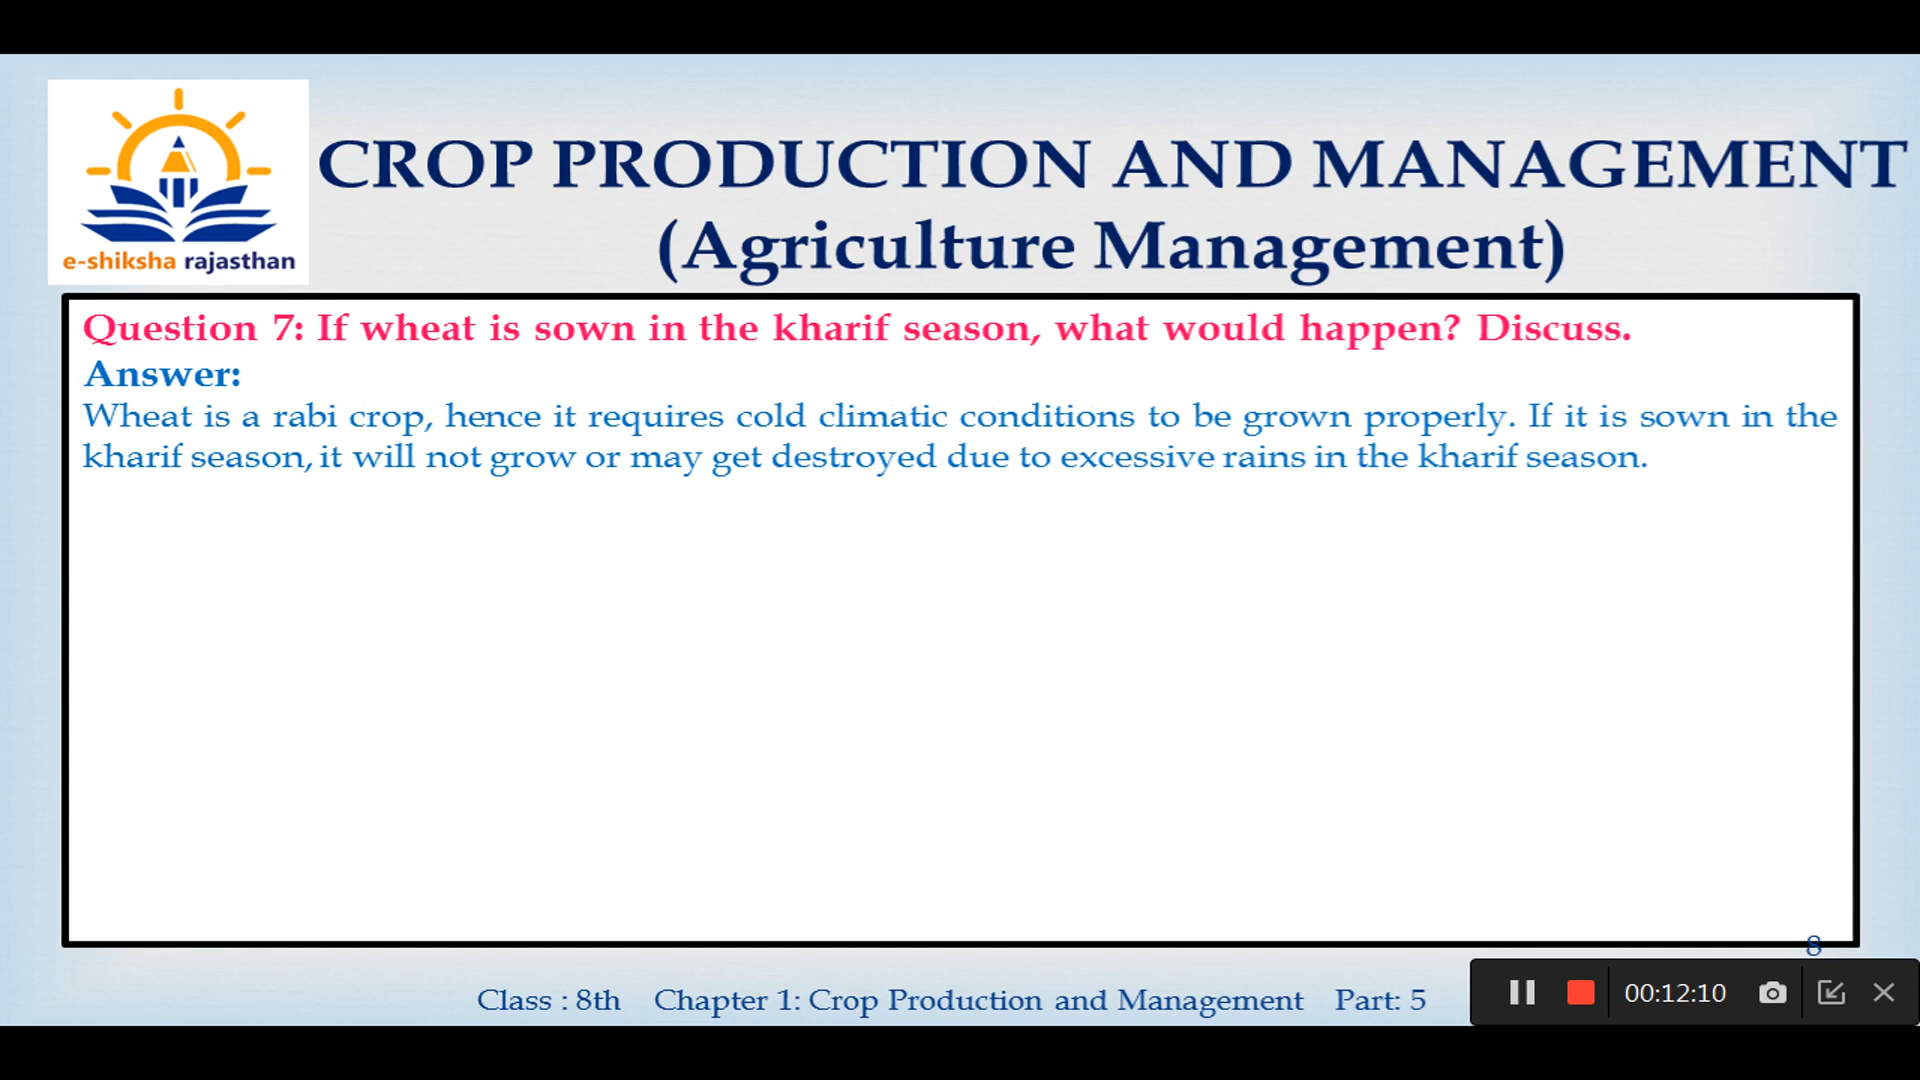 CROP PRODUCTION AND MANAGEMENT
(Agriculture Management)
e-shiksha rajasthan
Question 7: If wheat is sown in the kharif season, what would happen? Discuss.
Answer:
Wheat is a rabi crop, hence it requires cold climatic conditions to be grown properly. If it is sown in the
kharif season, it will not grow or may get destroyed due to excessive rains in the kharif season.
8
Class : 8th Chapter 1: Crop Production and Management Part: 5
00:12:10